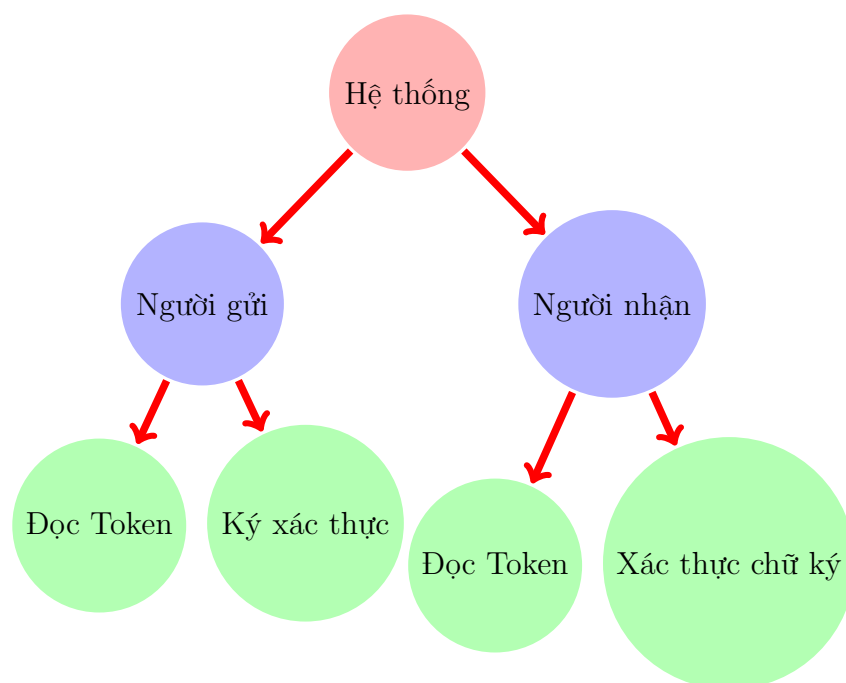 Hệ thống
Người gửi
Người nhận
Đọc Token
Ký xác thực
Đọc Token
Xác thực chữ ký